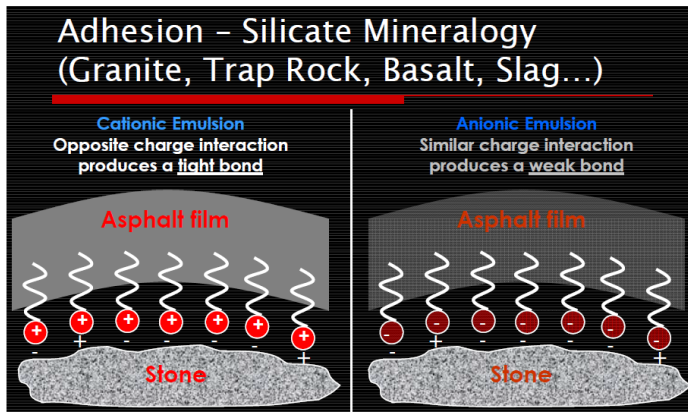 Adhesion – Silicate Mineralogy
(Granite, Trap Rock, Basalt, Slag…)
Cationic Emulsion
Opposite charge interaction
produces a tight bond
Asphalt film
+ + + + + + +
- + - - - - +
Stone
Anionic Emulsion
Similar charge interaction
produces a weak bond
Asphalt film
- - - - - - -
- + - - - - +
Stone